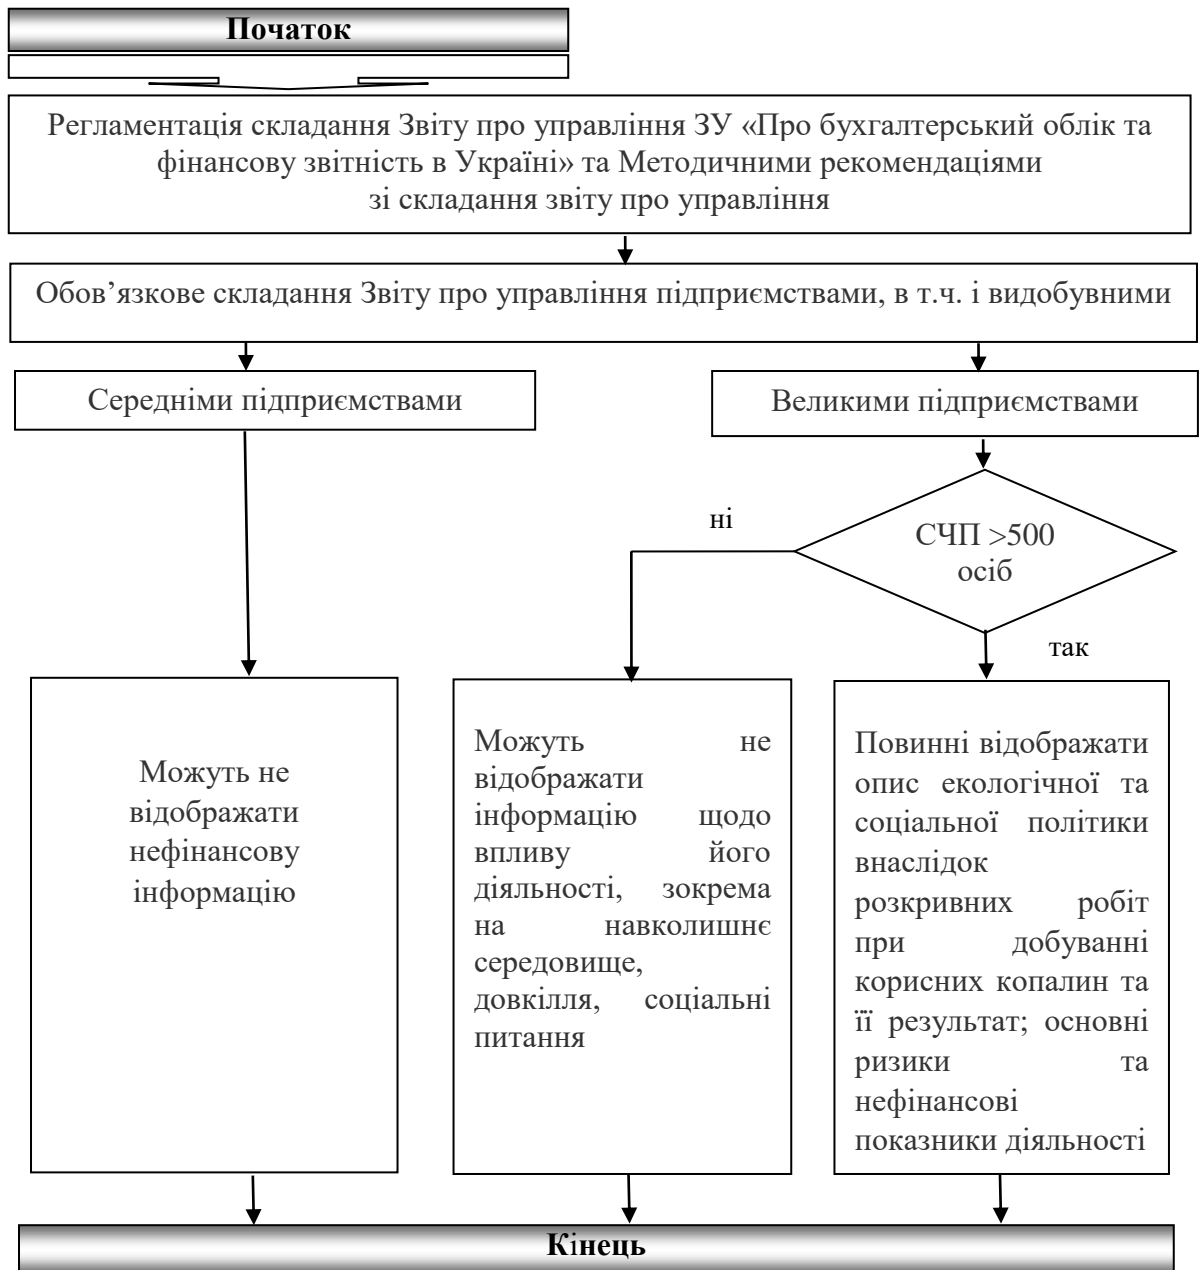 Початок
Регламентація складання Звіту про управління ЗУ «Про бухгалтерський облік та
фінансову звітність в Україні» та Методичними рекомендаціями
зі складання звіту про управління
Обов’язкове складання Звіту про управління підприємствами, в т.ч. і видобувними
Середніми підприємствами
Великими підприємствами
ні
СЧП >500
осіб
так
Можуть не
відображати
нефінансову
інформацію
Можуть не
відображати
інформацію щодо
впливу його
діяльності, зокрема
на навколишнє
середовище,
довкілля, соціальні
питання
Повинні відображати
опис екологічної та
соціальної політики
внаслідок
розкривних робіт
при добуванні
корисних копалин та
її результат; основні
ризики та
нефінансові
показники діяльності
Кінець